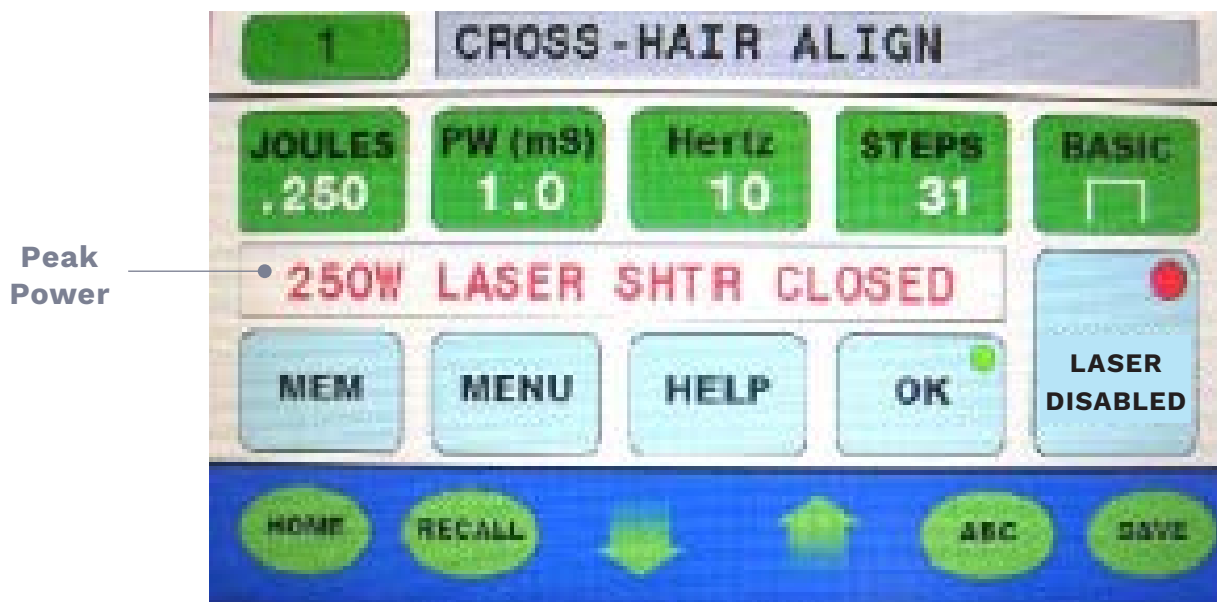 1 CROSS-HAIR ALIGN
JOULES PW (mS) Hertz STEPS BASIC
.250 1.0 10 31
Peak
Power
250W LASER SHTR CLOSED
MEM MENU HELP OK
LASER
DISABLED
HOME RECALL ABC SAVE